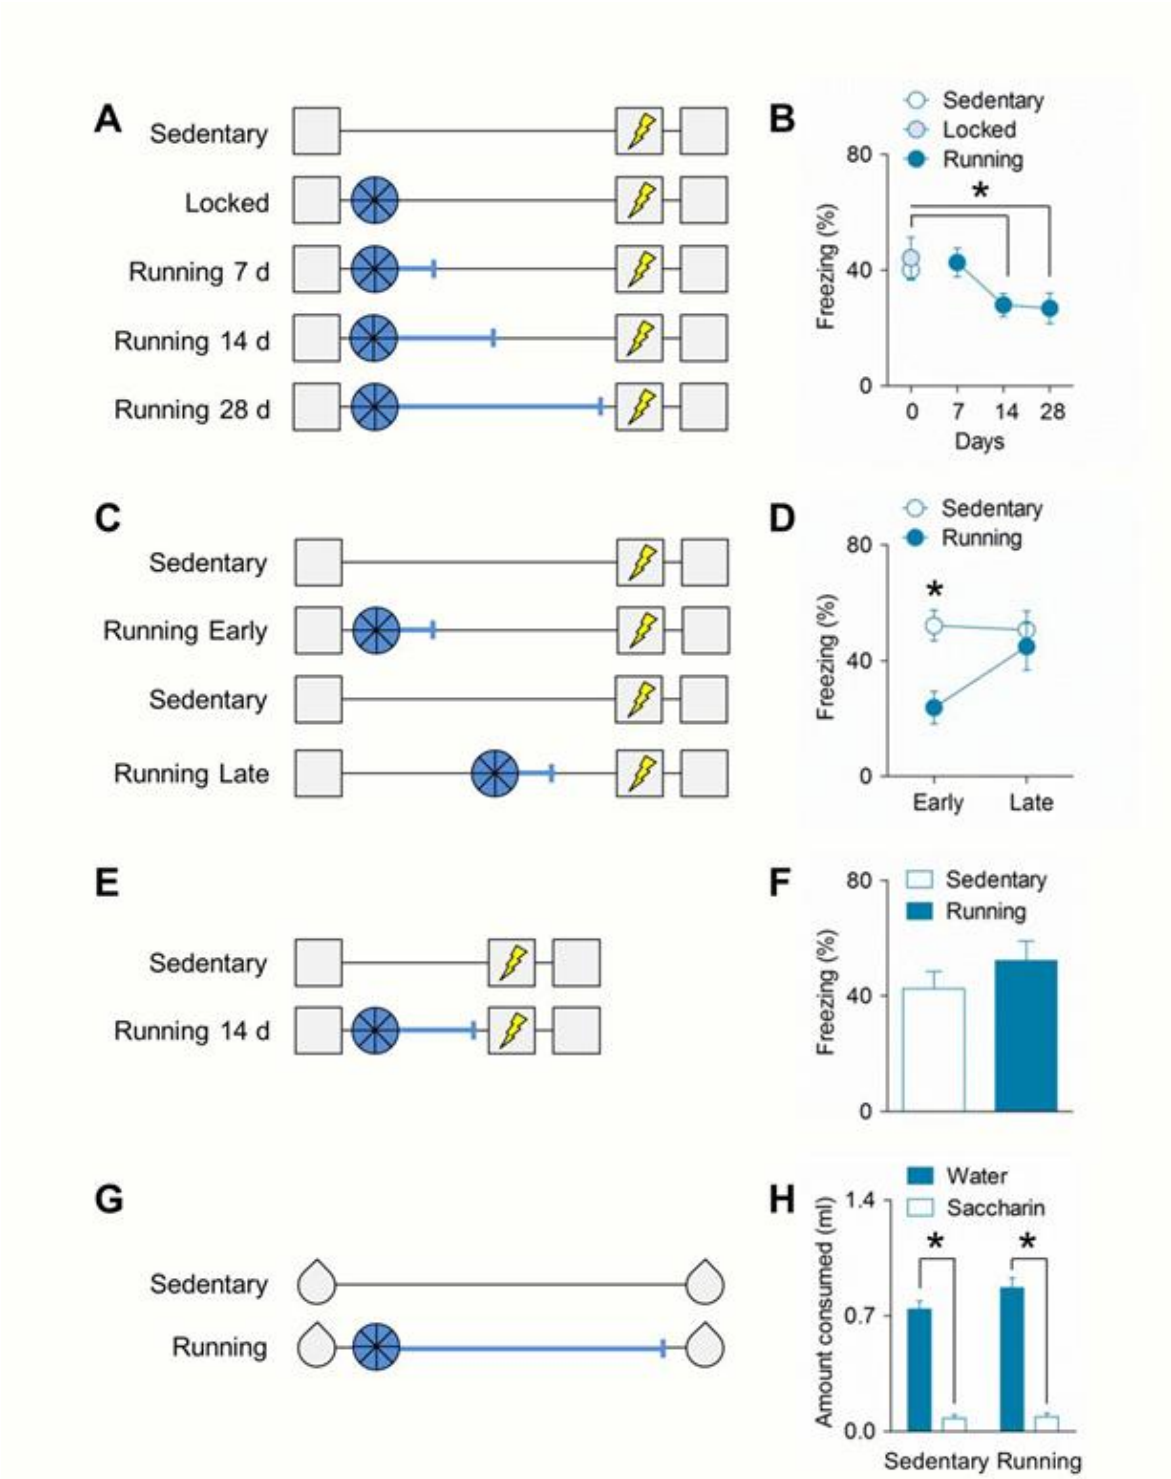 A
Sedentary
Locked
Running 7 d
Running 14 d
Running 28 d
B
Sedentary
Locked
Running
80
40
0
*
Freezing (%)
0 7 14 28
Days
C
Sedentary
Running Early
Sedentary
Running Late
D
Sedentary
Running
80
40
0
*
Freezing (%)
Early Late
E
Sedentary
Running 14 d
F
Sedentary
Running
80
40
0
Freezing (%)
G
Sedentary
Running
H
Water
Saccharin
1.4
0.7
0.0
* *
Amount consumed (ml)
Sedentary Running